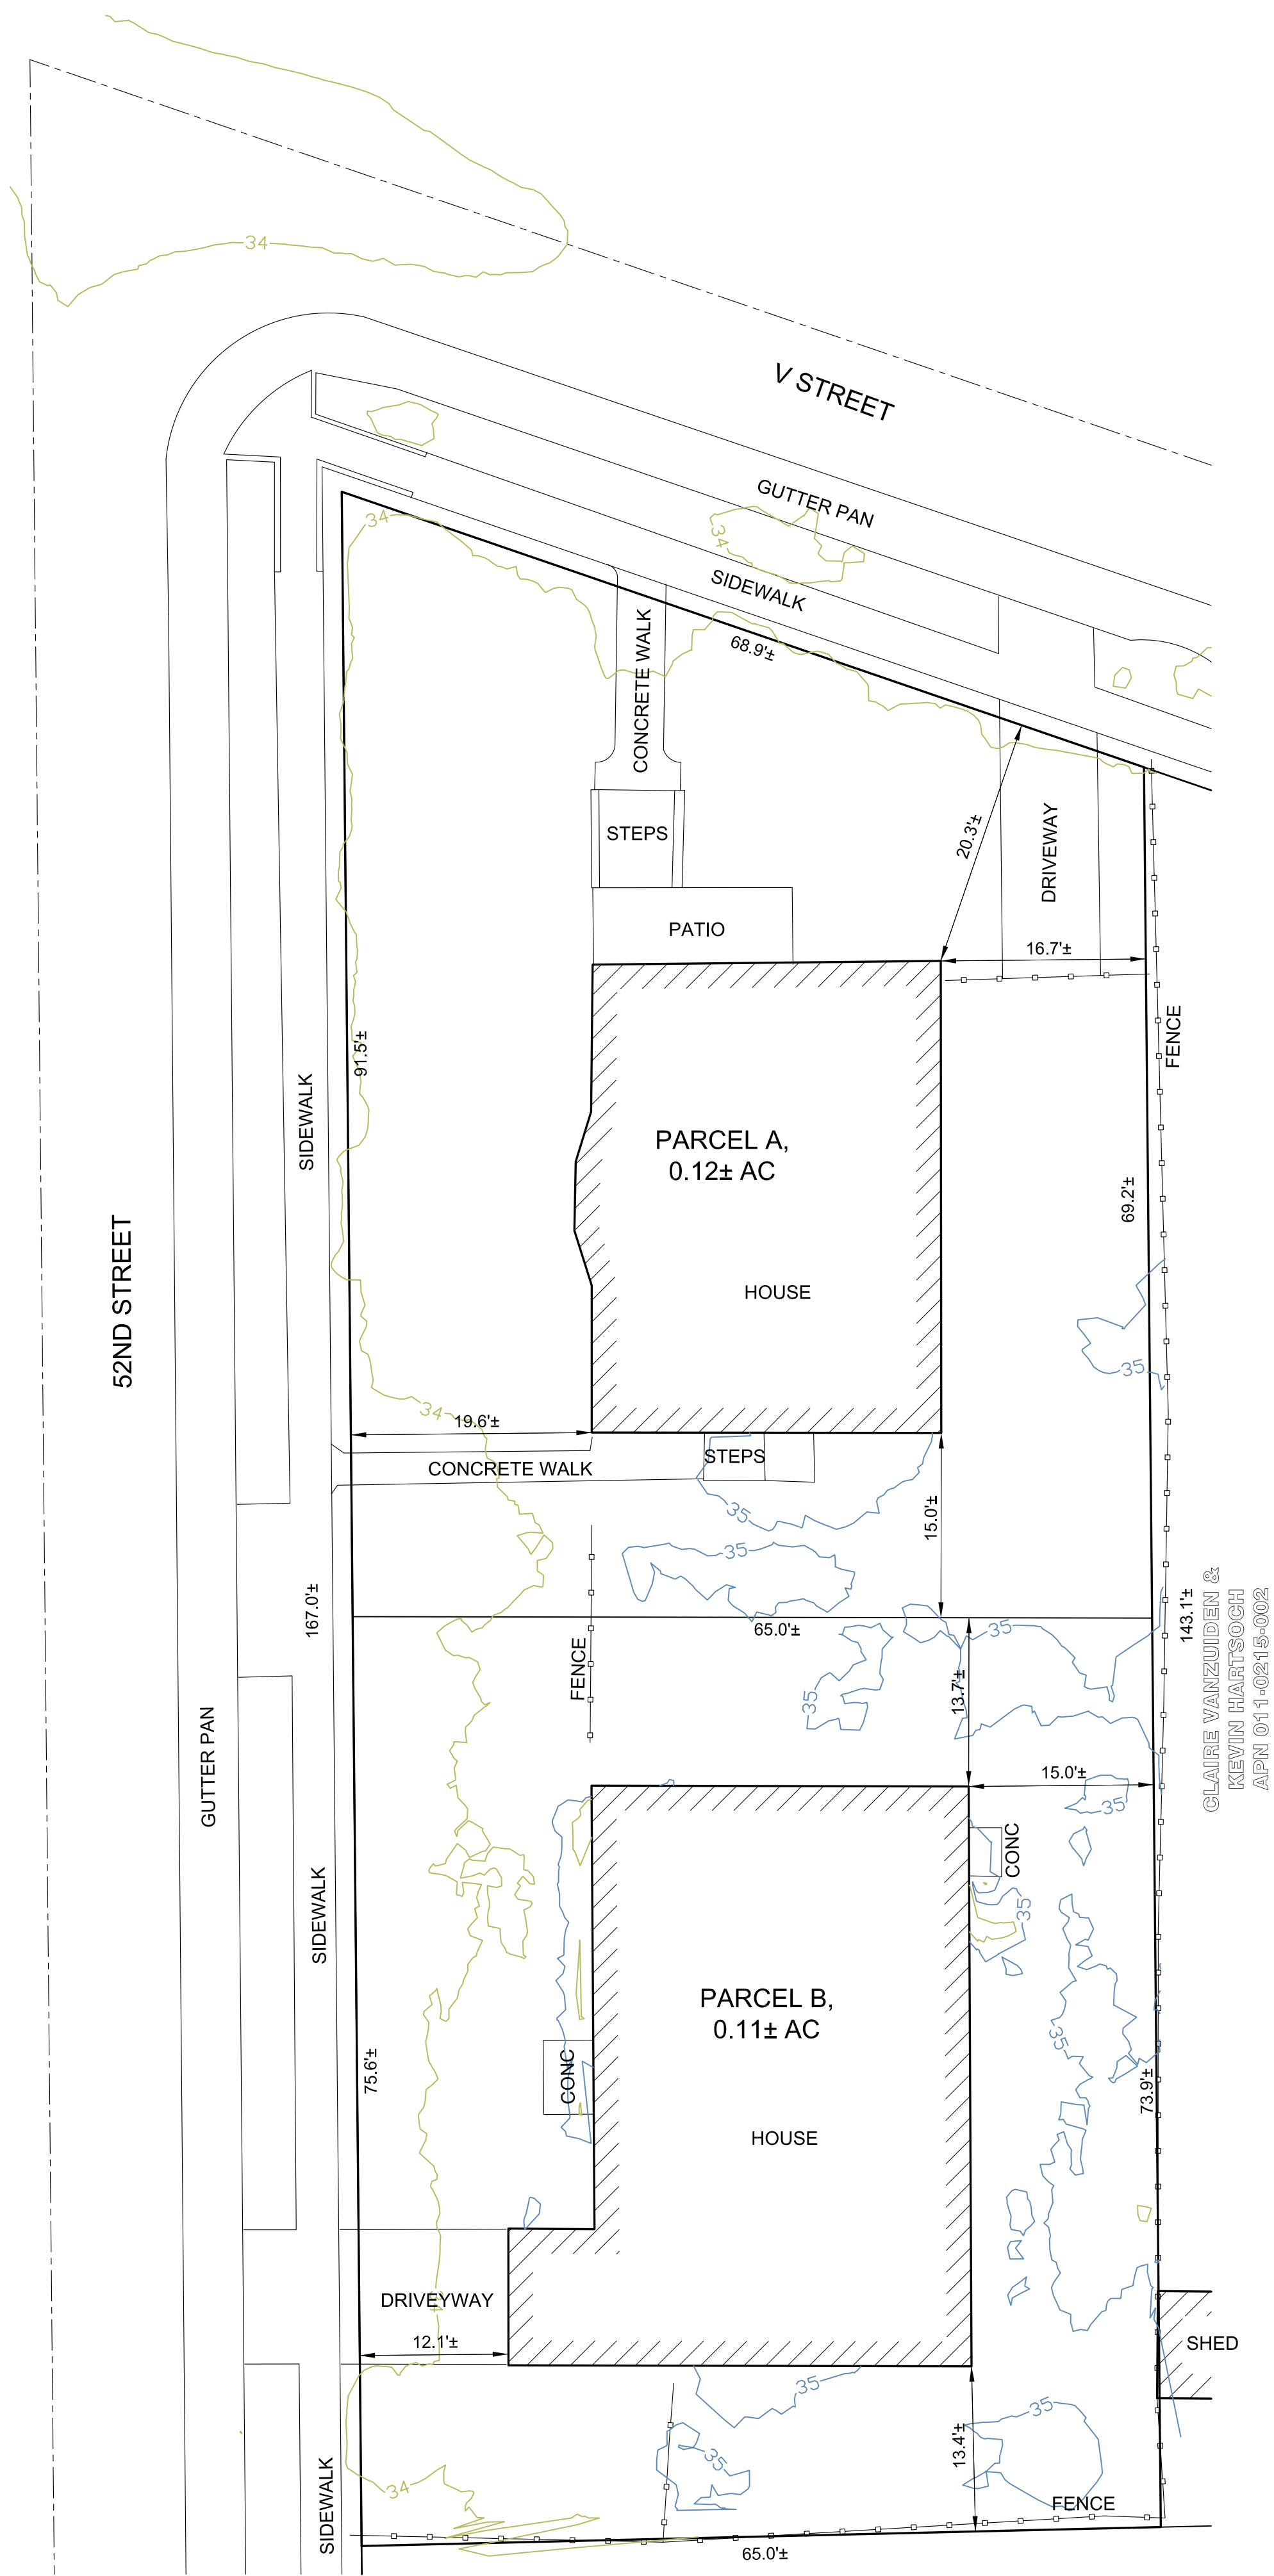 34
V STREET
GUTTER PAN
34
34
SIDEWALK
CONCRETE WALK
68.9'±
STEPS
20.3'±
DRIVEWAY
PATIO
16.7'±
FENCE
91.5'±
SIDEWALK
PARCEL A,
0.12± AC
69.2'±
52ND STREET
HOUSE
35
34
19.6'±
STEPS
CONCRETE WALK
35
15.0'±
35
167.0'±
143.1'±
CLAIRE VANZUIDEN &
KEVIN HARTSOCH
APN 011-0215-002
65.0'±
35
FENCE
13.7'±
35
GUTTER PAN
15.0'±
35
CONC
SIDEWALK
35
PARCEL B,
0.11± AC
35
75.6'±
CONC
73.9'±
HOUSE
DRIVEYWAY
34
12.1'±
SHED
35
35
13.4'±
35
34
SIDEWALK
FENCE
65.0'±